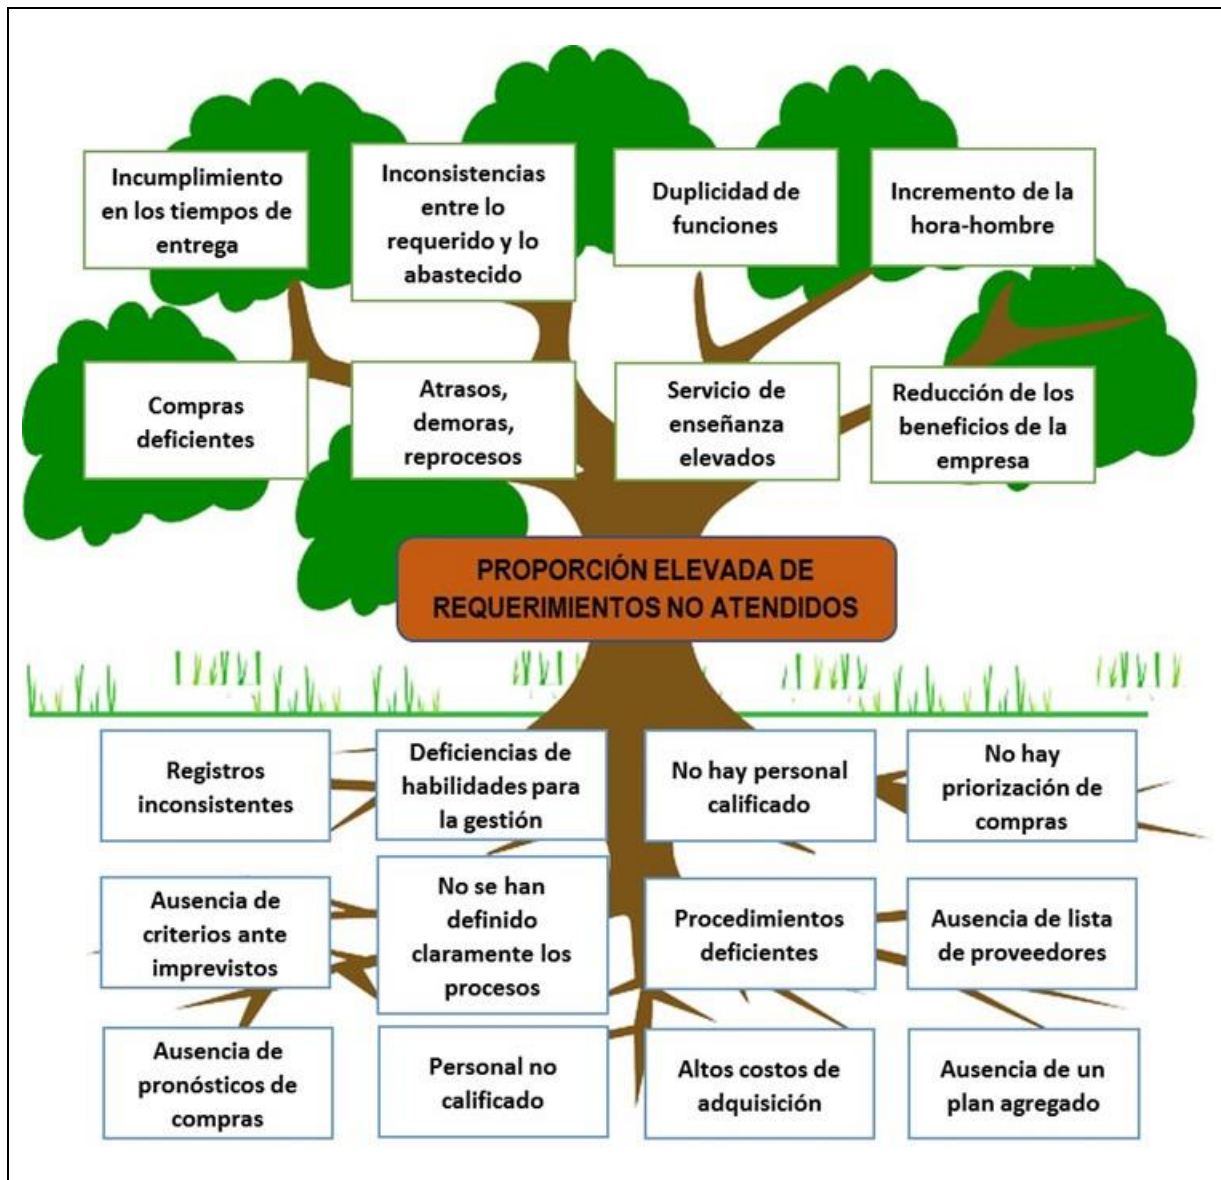 Incumplimiento
en los tiempos de
entrega
Inconsistencias
entre lo
requerido y lo
abastecido
Duplicidad de
funciones
Incremento de la
hora-hombre
Compras
deficientes
Atrasos,
demoras,
reprocesos
Servicio de
enseñanza
elevados
Reducción de los
beneficios de la
empresa
PROPORCIÓN ELEVADA DE
REQUERIMIENTOS NO ATENDIDOS
Registros
inconsistentes
Deficiencias de
habilidades para
la gestión
No hay personal
calificado
No hay
priorización de
compras
Ausencia de
criterios ante
imprevistos
No se han
definido
claramente los
procesos
Procedimientos
deficientes
Ausencia de lista
de proveedores
Ausencia de
pronósticos de
compras
Personal no
calificado
Altos costos de
adquisición
Ausencia de un
plan agregado